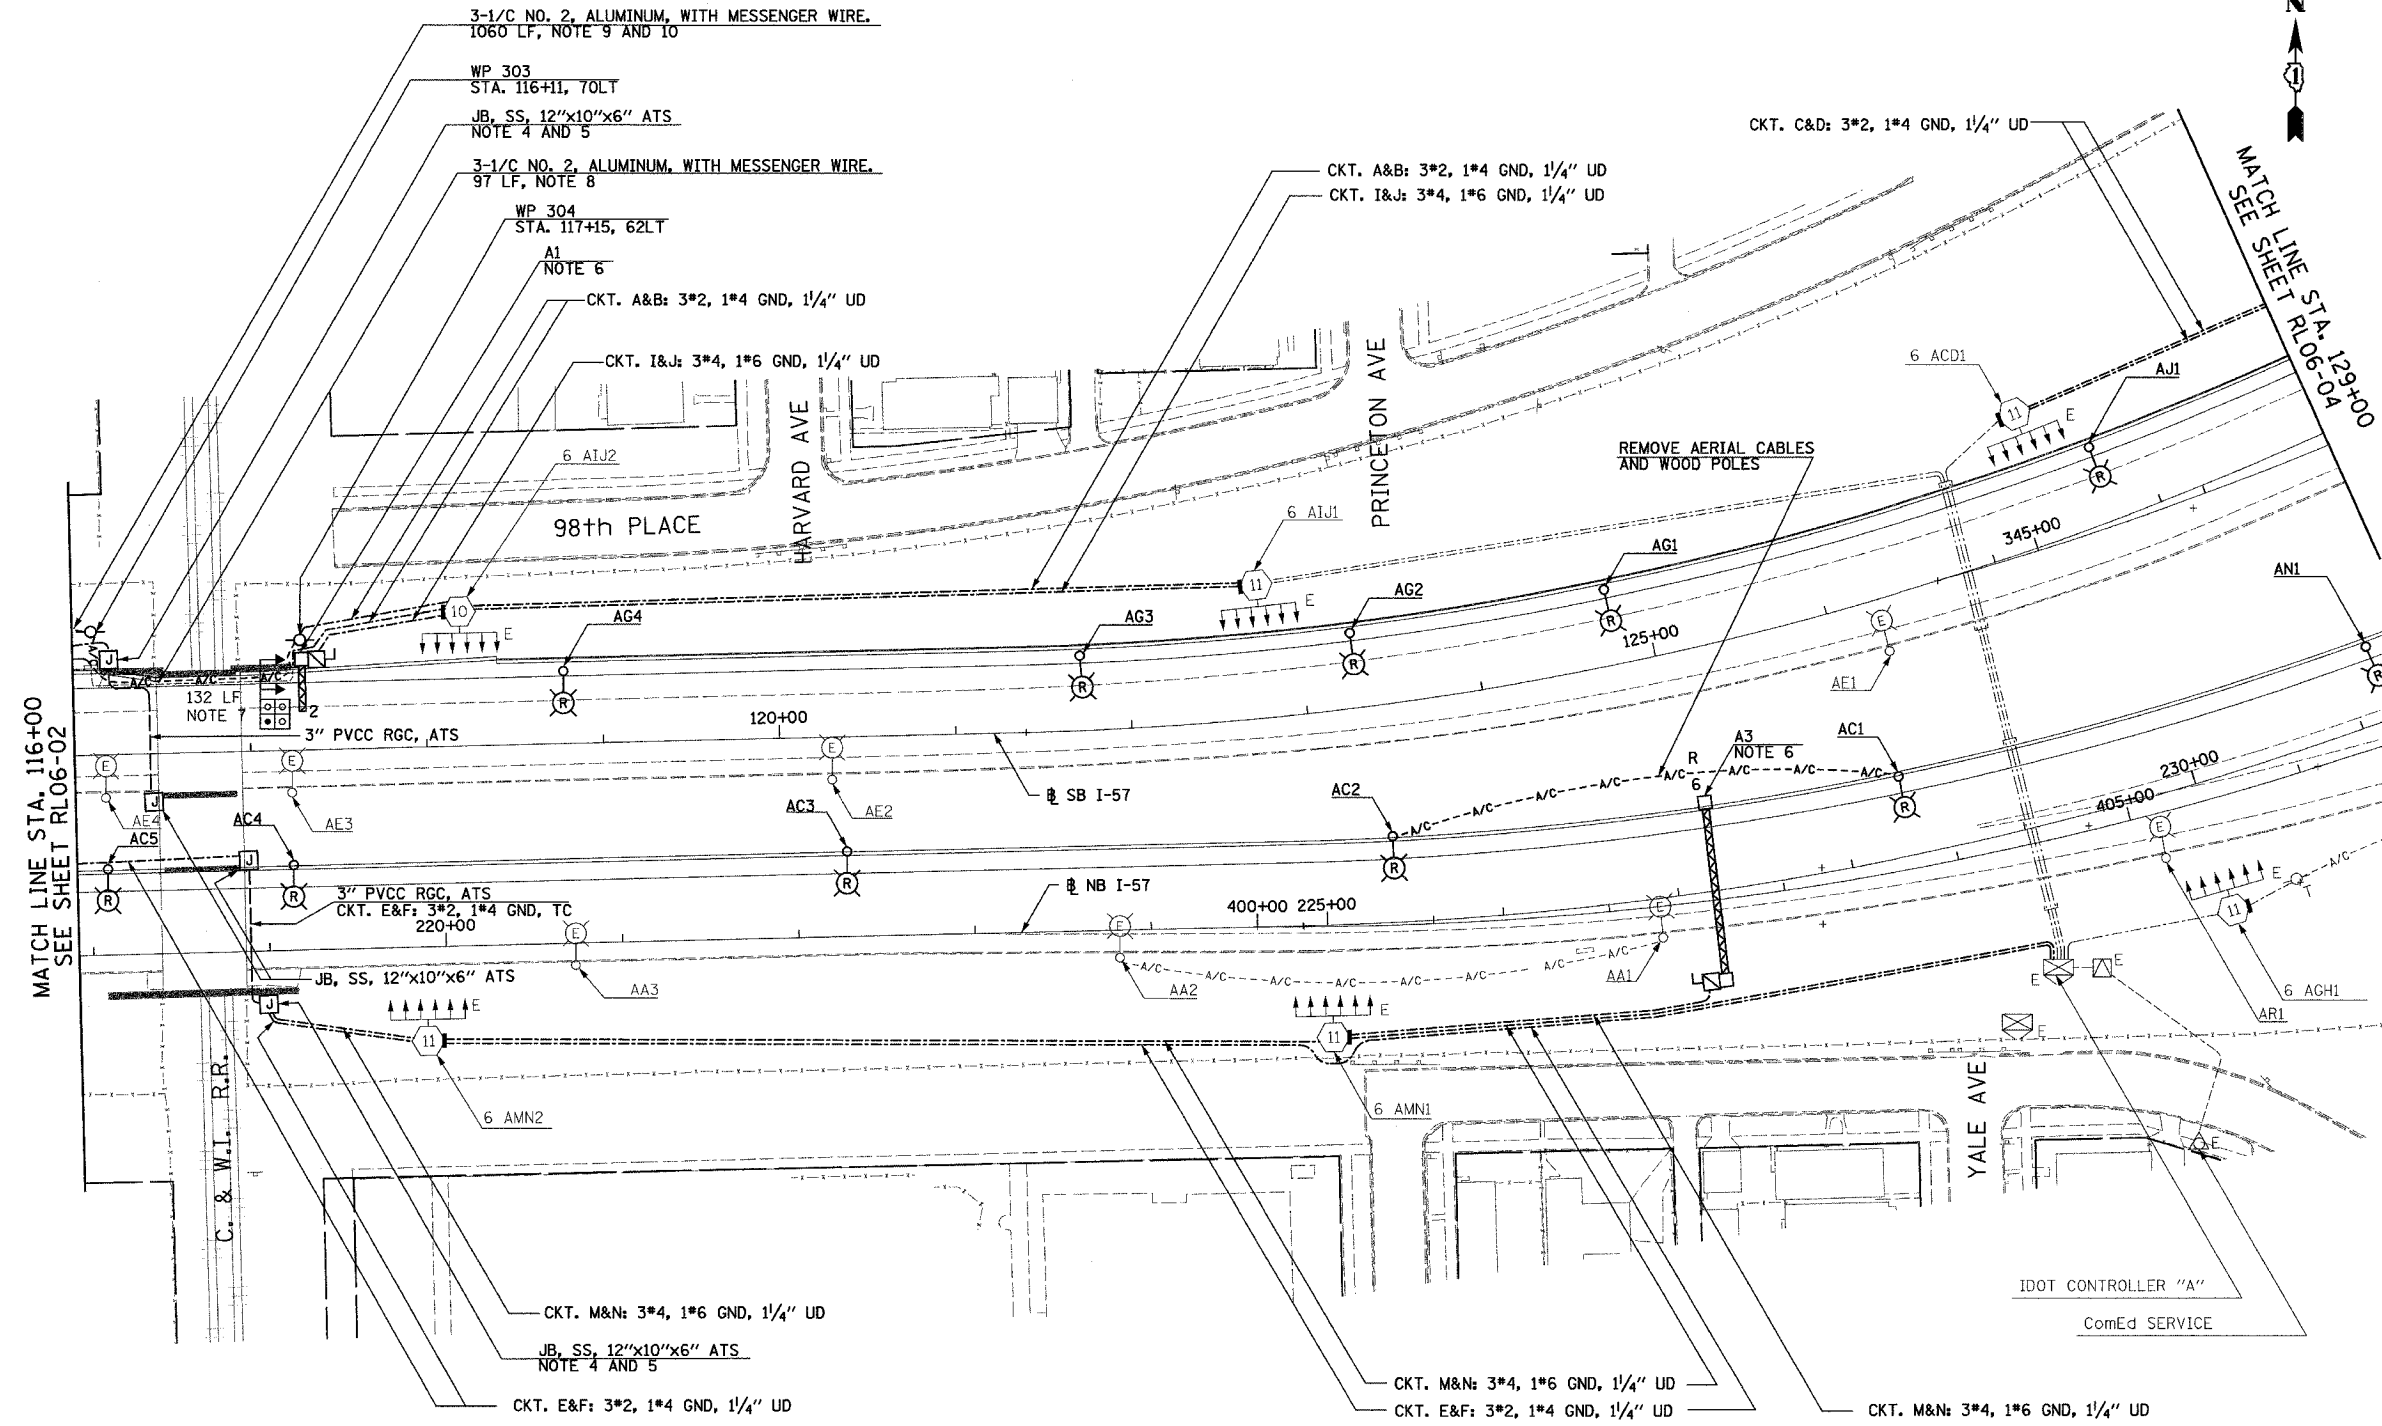 3-1/C NO. 2, ALUMINUM, WITH MESSENGER WIRE.
1060 LF, NOTE 9 AND 10
WP 303
STA. 116+11, 70LT
JB, SS, 12"x10"x6" ATS
NOTE 4 AND 5
3-1/C NO. 2, ALUMINUM, WITH MESSENGER WIRE.
97 LF, NOTE 8
WP 304
STA. 117+15, 62LT
A1
NOTE 6
CKT. A&B: 3#2, 1#4 GND, 1¼" UD
CKT. I&J: 3#4, 1#6 GND, 1¼" UD
CKT. A&B: 3#2, 1#4 GND, 1¼" UD
CKT. I&J: 3#4, 1#6 GND, 1¼" UD
CKT. C&D: 3#2, 1#4 GND, 1¼" UD
N
1
MATCH LINE STA. 129+00
SEE SHEET RL06-04
6 ACD1
11
E
AJ1
R
REMOVE AERIAL CABLES
AND WOOD POLES
HARVARD AVE
PRINCETON AVE
98th PLACE
6 AIJ2
10
E
6 AIJ1
11
E
AG4
R
AG3
R
AG2
R
AG1
R
345+00
125+00
120+00
AN1
R
J
J
A/C A/C A/C A/C
132 LF
NOTE 7
2
3" PVCC RGC, ATS
MATCH LINE STA. 116+00
SEE SHEET RL06-02
E
AE4
E
AE3
E
AE2
E
AE1
J
℄ SB I-57
AC5
R
AC4
R
J
AC3
R
AC2
R
AC1
R
A/C A/C A/C A/C A/C A/C A/C
R
6
A3
NOTE 6
230+00
405+00
3" PVCC RGC, ATS
CKT. E&F: 3#2, 1#4 GND, TC
220+00
℄ NB I-57
400+00 225+00
E
AA3
E
AA2
E
AA1
A/C A/C A/C A/C A/C A/C A/C
JB, SS, 12"x10"x6" ATS
J
L
E
AR1
E
11
6 AGH1
A/C
T
E
E
E
11
E
6 AMN2
11
E
6 AMN1
C. & W.I. R.R.
YALE AVE
E
IDOT CONTROLLER "A"
ComEd SERVICE
CKT. M&N: 3#4, 1#6 GND, 1¼" UD
JB, SS, 12"x10"x6" ATS
NOTE 4 AND 5
CKT. E&F: 3#2, 1#4 GND, 1¼" UD
CKT. M&N: 3#4, 1#6 GND, 1¼" UD
CKT. E&F: 3#2, 1#4 GND, 1¼" UD
CKT. M&N: 3#4, 1#6 GND, 1¼" UD